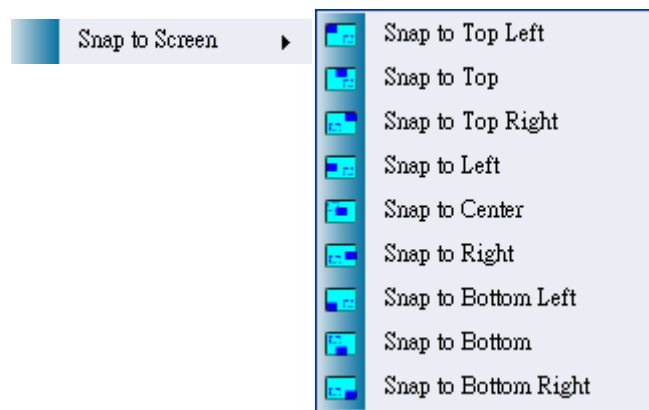 Snap to Screen
Snap to Top Left
Snap to Top
Snap to Top Right
Snap to Left
Snap to Center
Snap to Right
Snap to Bottom Left
Snap to Bottom
Snap to Bottom Right